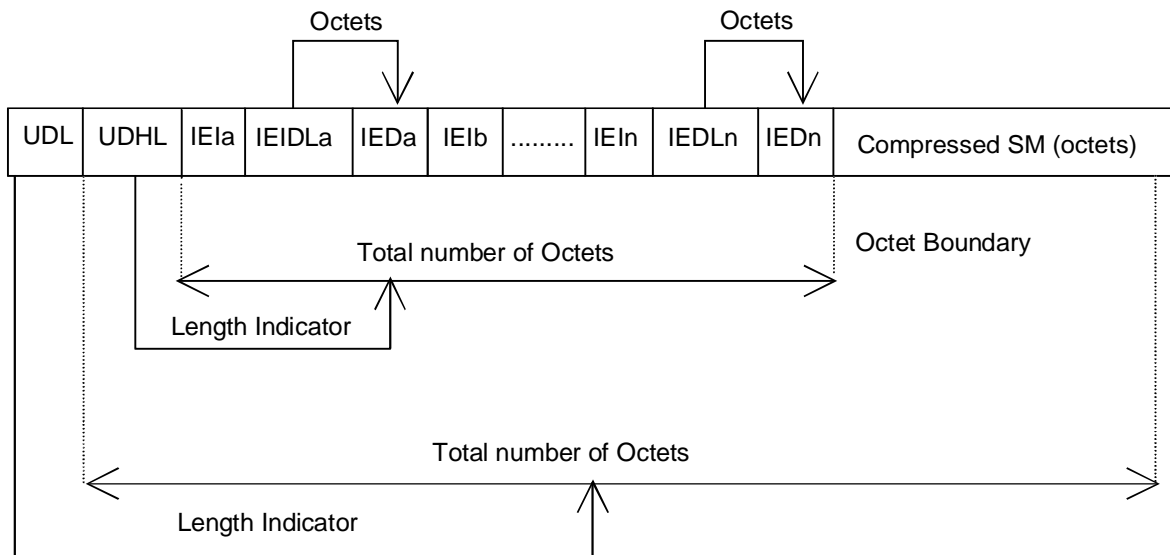 Octets Octets
UDL UDHL IEIa IEIDLa IEDa IEIb ......... IEIn IEDLn IEDn Compressed SM (octets)
Total number of Octets Octet Boundary
Length Indicator
Total number of Octets
Length Indicator